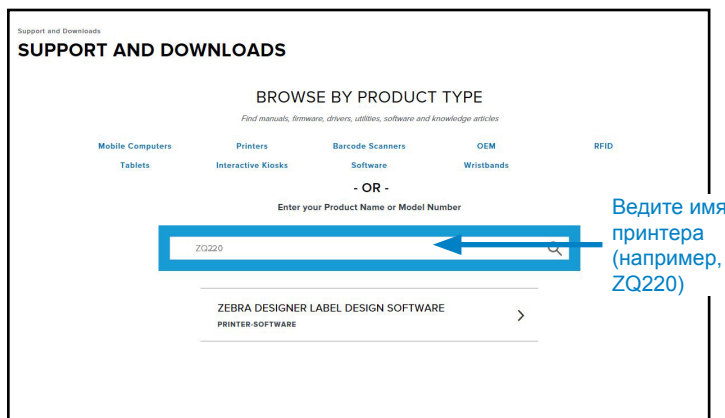 Support and Downloads
SUPPORT AND DOWNLOADS
BROWSE BY PRODUCT TYPE
Find manuals, firmware, drivers, utilities, software and knowledge articles
Mobile Computers Printers Barcode Scanners OEM RFID
Tablets Interactive Kiosks Software Wristbands
- OR -
Enter your Product Name or Model Number
ZQ220
Ведите имя
принтера
(например,
ZQ220)
ZEBRA DESIGNER LABEL DESIGN SOFTWARE
PRINTER-SOFTWARE